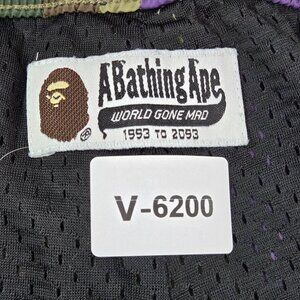 A Bathing Ape
WORLD GONE MAD
®
1993 TO 2093
V-6200